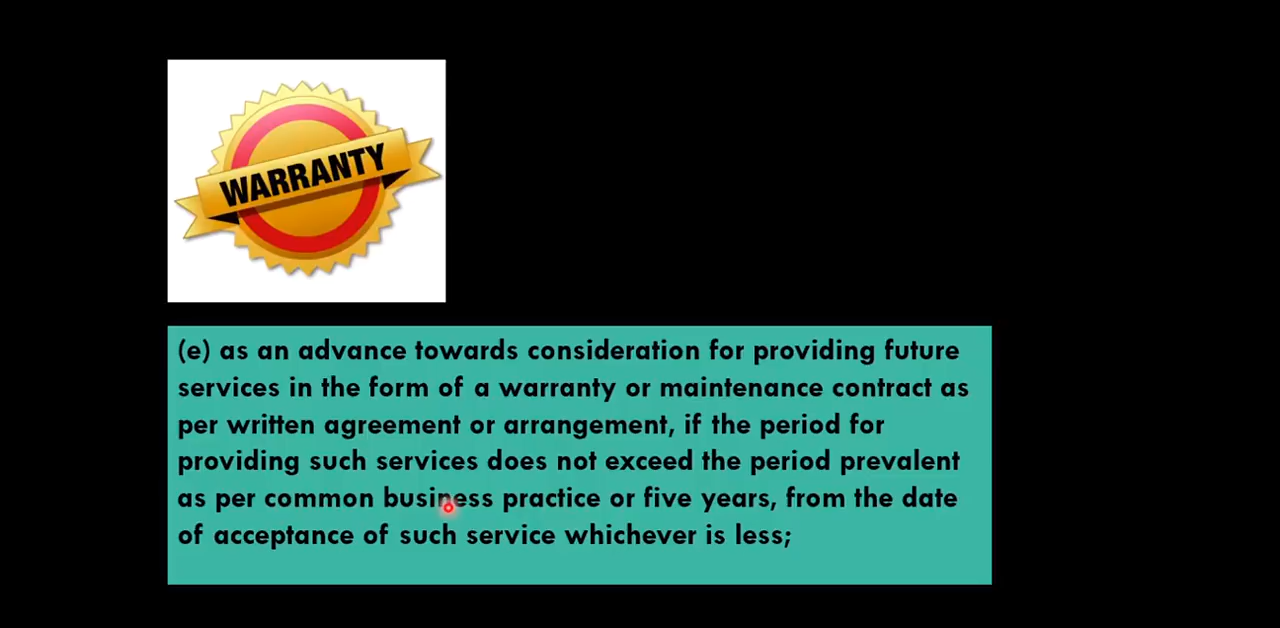 WARRANTY
(e) as an advance towards consideration for providing future
services in the form of a warranty or maintenance contract as
per written agreement or arrangement, if the period for
providing such services does not exceed the period prevalent
as per common business practice or five years, from the date
of acceptance of such service whichever is less;